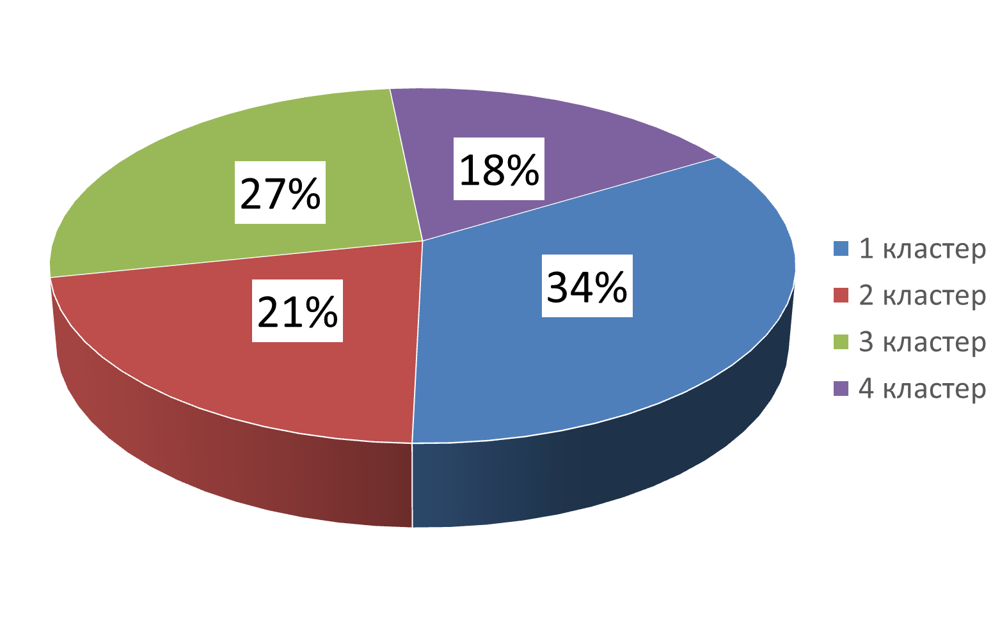 18%
27%
34%
21%
1 кластер
2 кластер
3 кластер
4 кластер